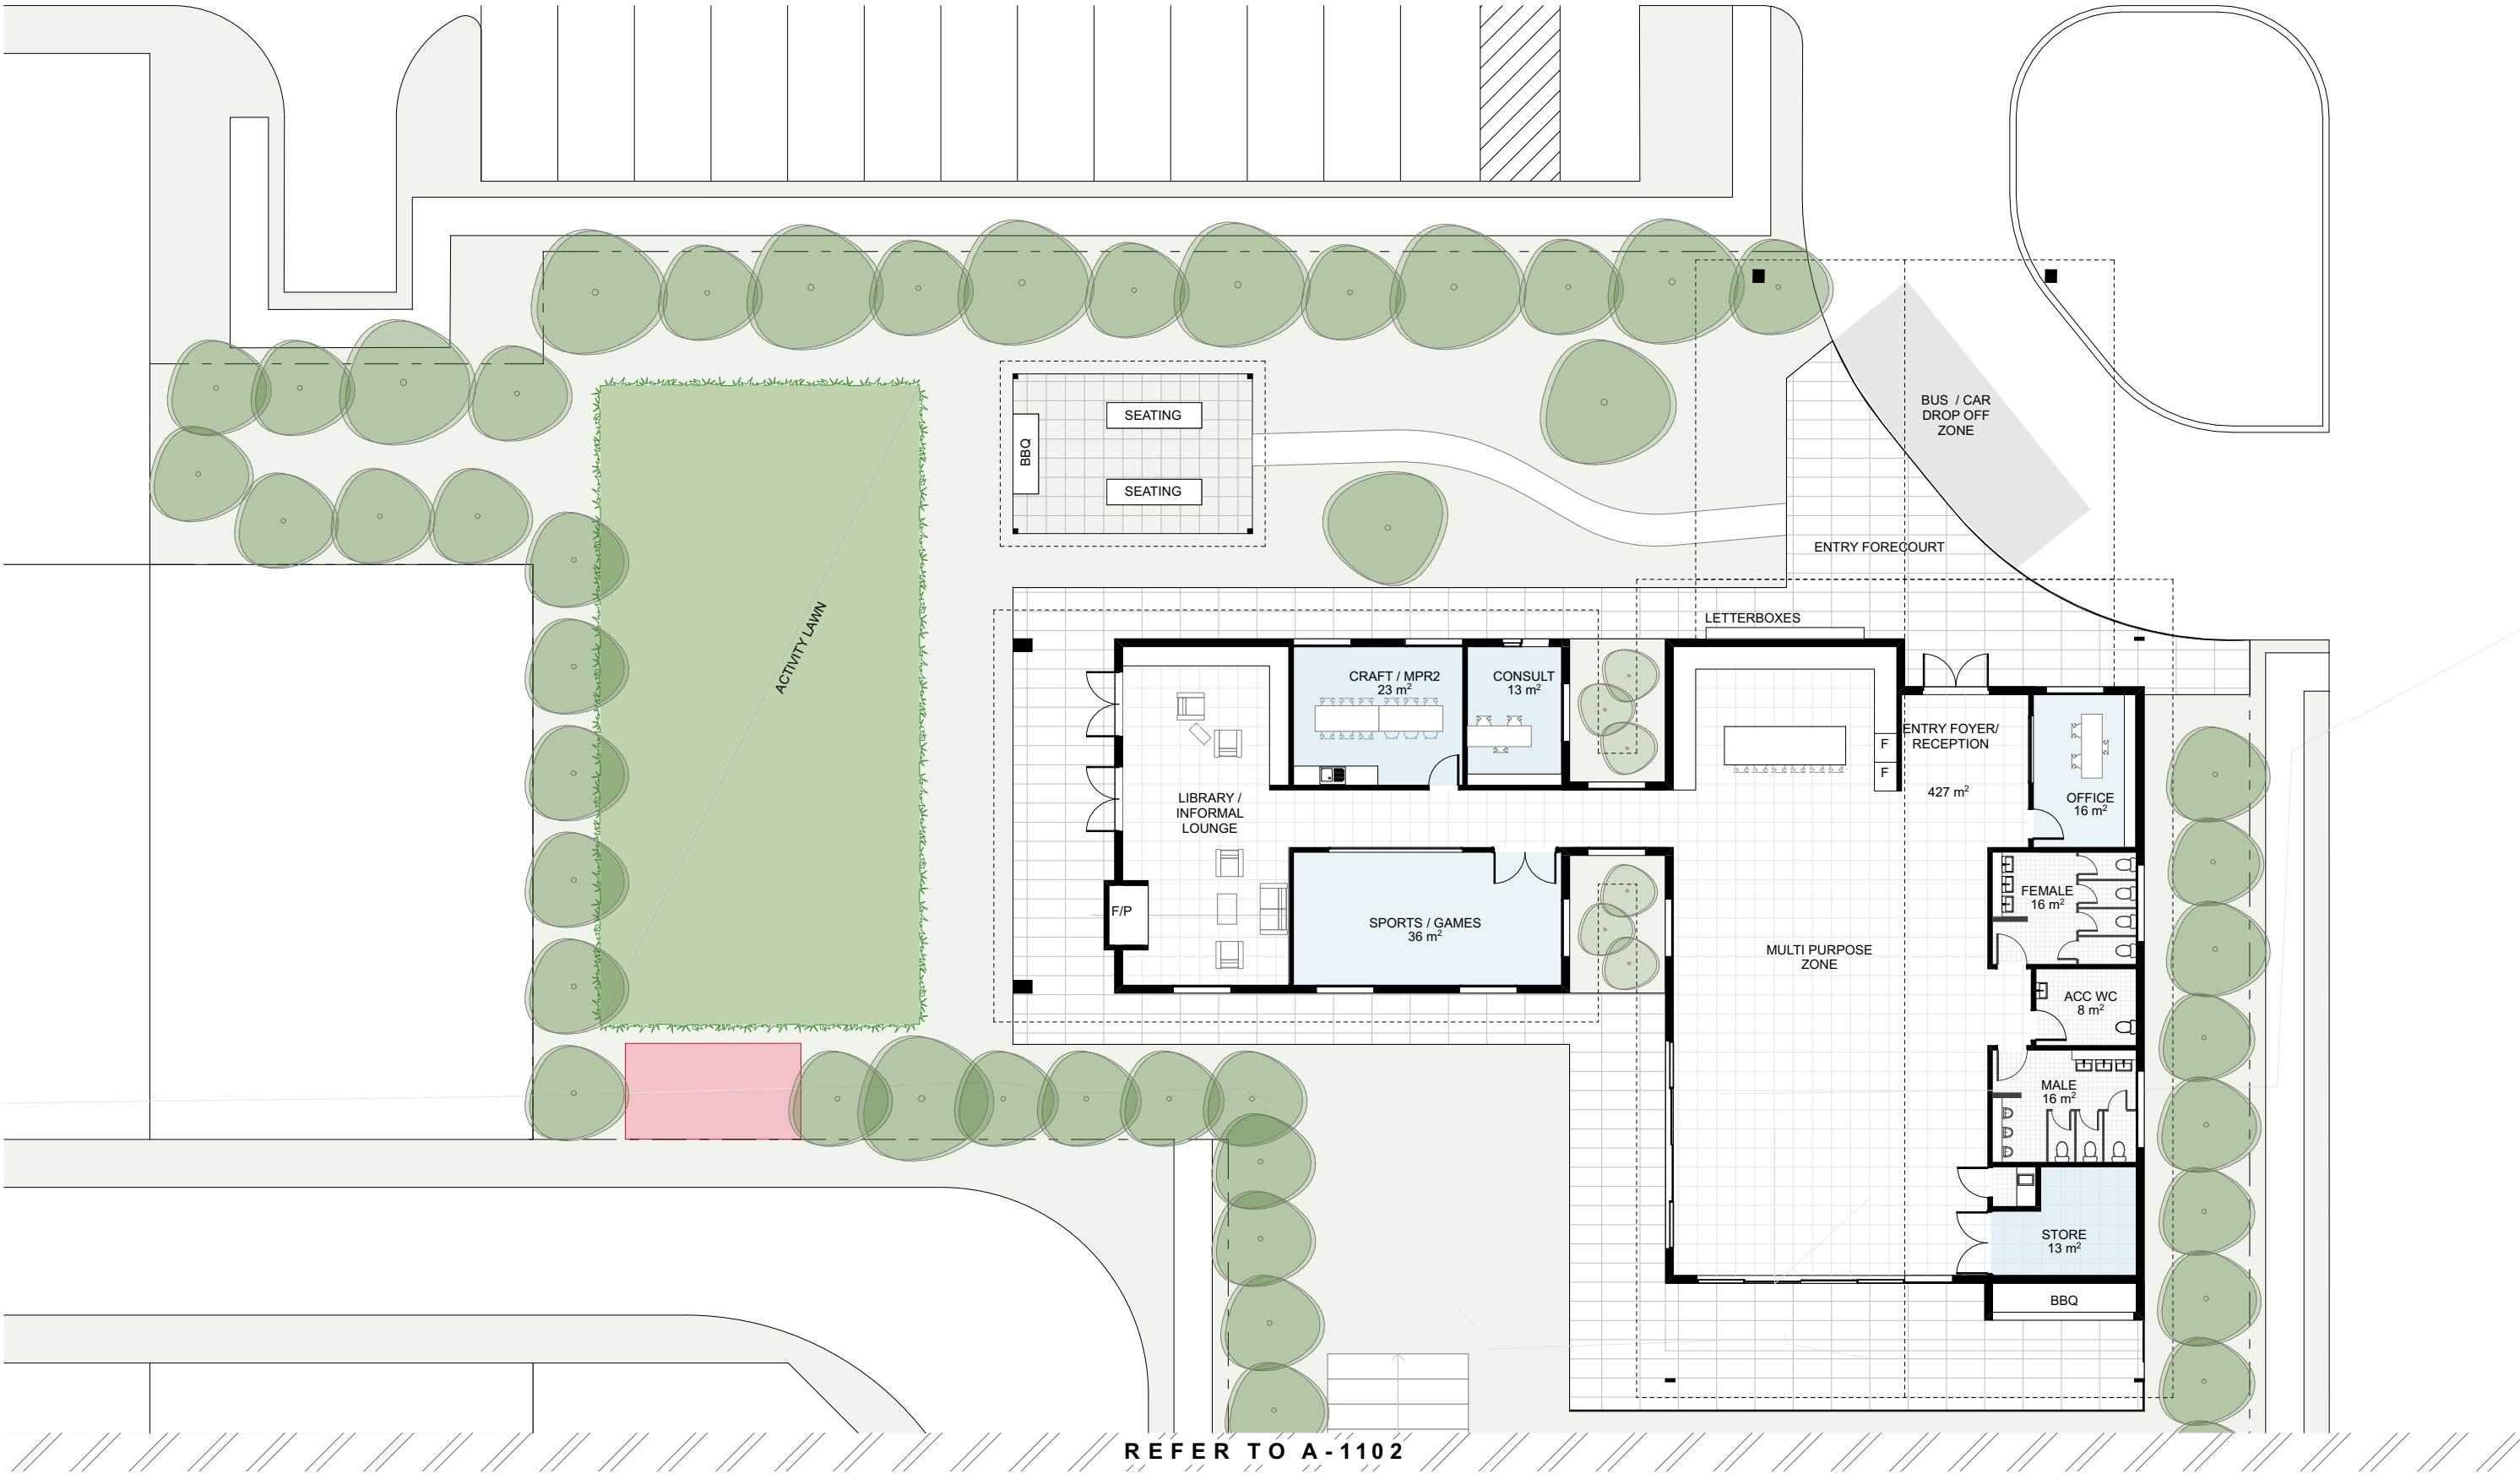 SEATING
BBQ
SEATING
BUS / CAR
DROP OFF
ZONE
ENTRY FORECOURT
LETTERBOXES
ACTIVITY LAWN
CRAFT / MPR2
23 m²
CONSULT
13 m²
ENTRY FOYER/
RECEPTION
F
F
427 m²
OFFICE
16 m²
LIBRARY /
INFORMAL
LOUNGE
F/P
SPORTS / GAMES
36 m²
FEMALE
16 m²
MULTI PURPOSE
ZONE
ACC WC
8 m²
MALE
16 m²
STORE
13 m²
BBQ
REFER TO A-1102